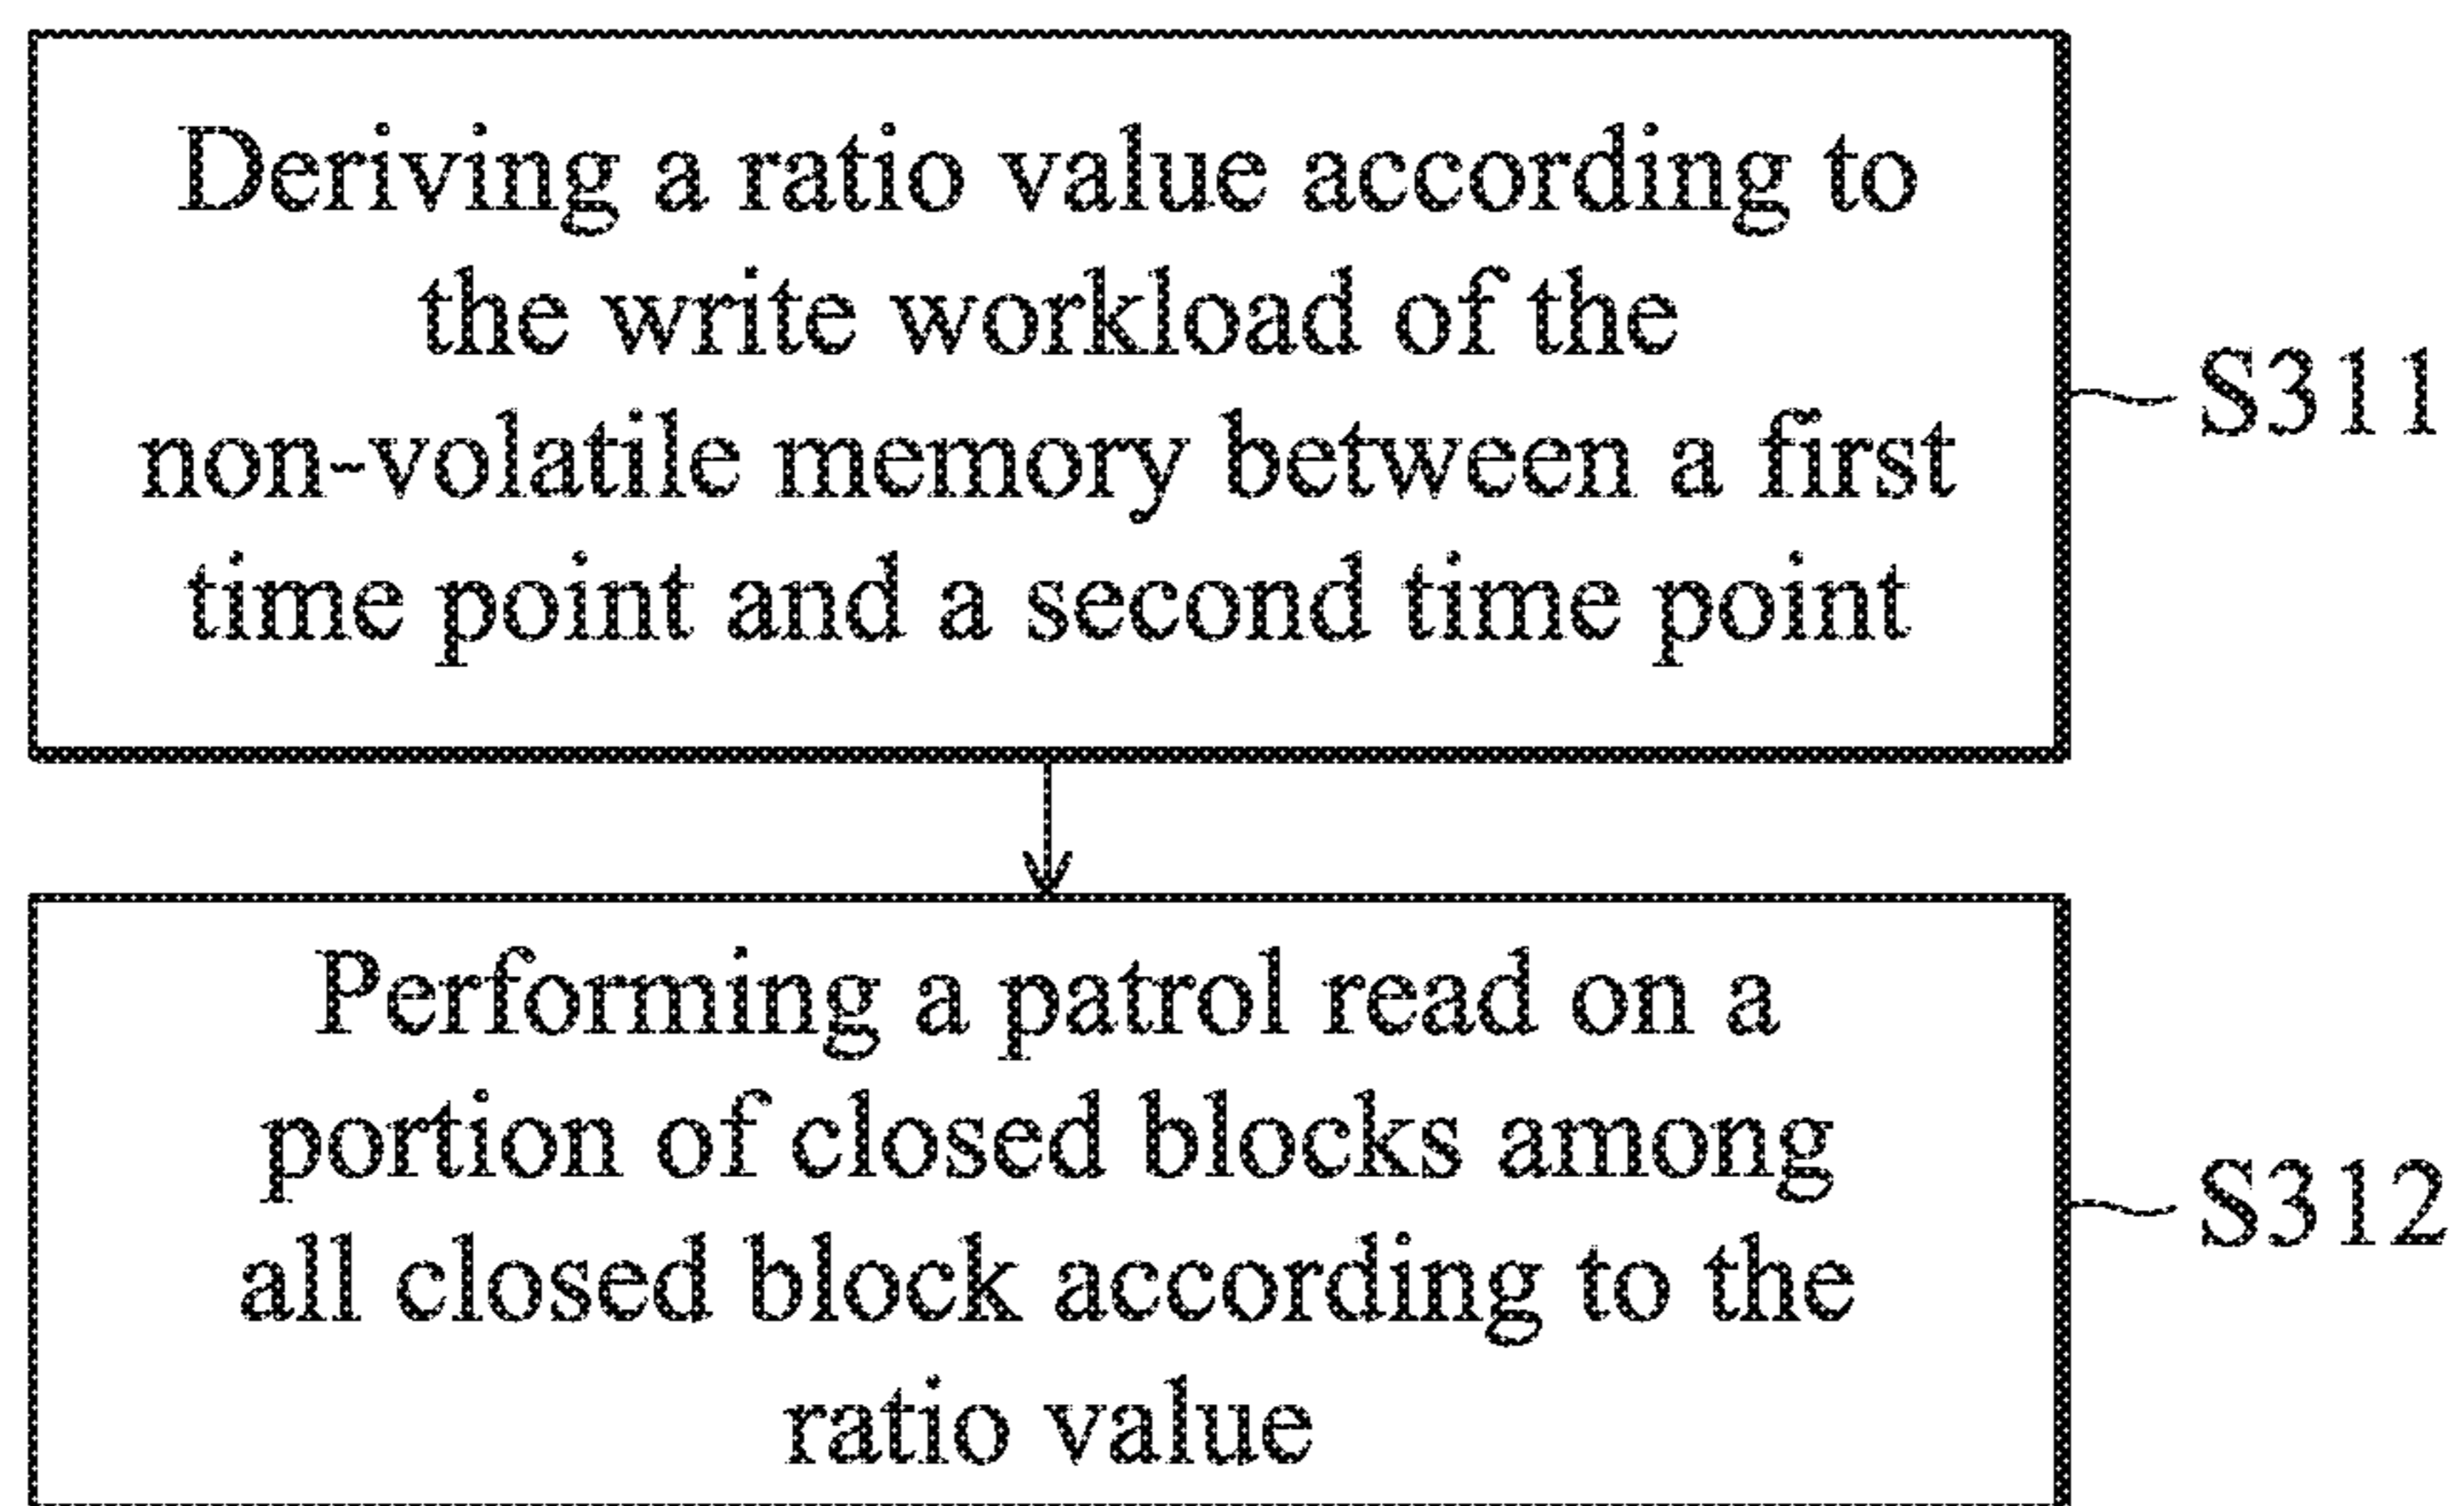 Deriving a ratio value according to
the write workload of the
non-volatile memory between a first
time point and a second time point
S311
Performing a patrol read on a
portion of closed blocks among
all closed block according to the
ratio value
S312